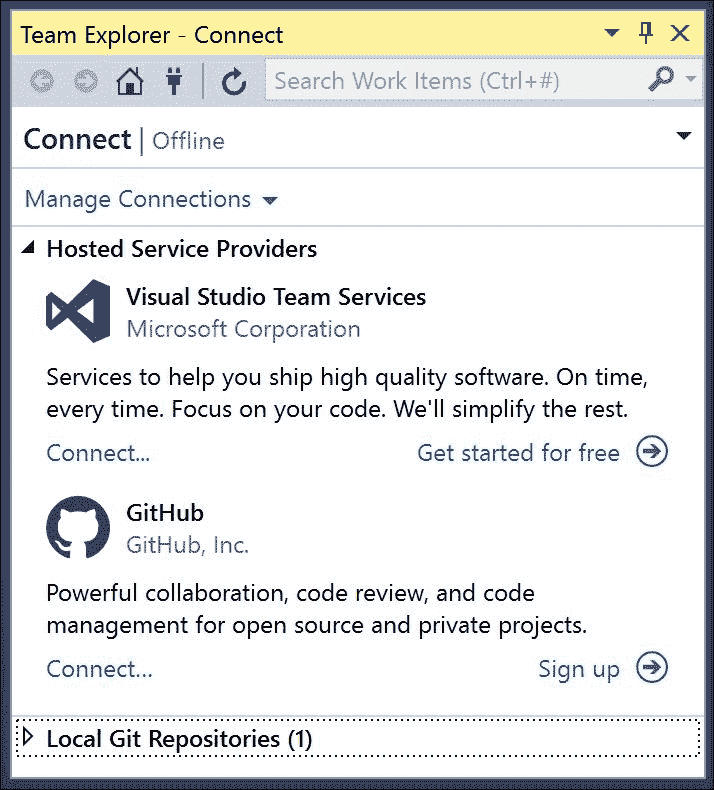 Team Explorer - Connect
Search Work Items (Ctrl+#)
Connect | Offline
Manage Connections
Hosted Service Providers
Visual Studio Team Services
Microsoft Corporation
Services to help you ship high quality software. On time,
every time. Focus on your code. We'll simplify the rest.
Connect... Get started for free
GitHub
GitHub, Inc.
Powerful collaboration, code review, and code
management for open source and private projects.
Connect... Sign up
Local Git Repositories (1)